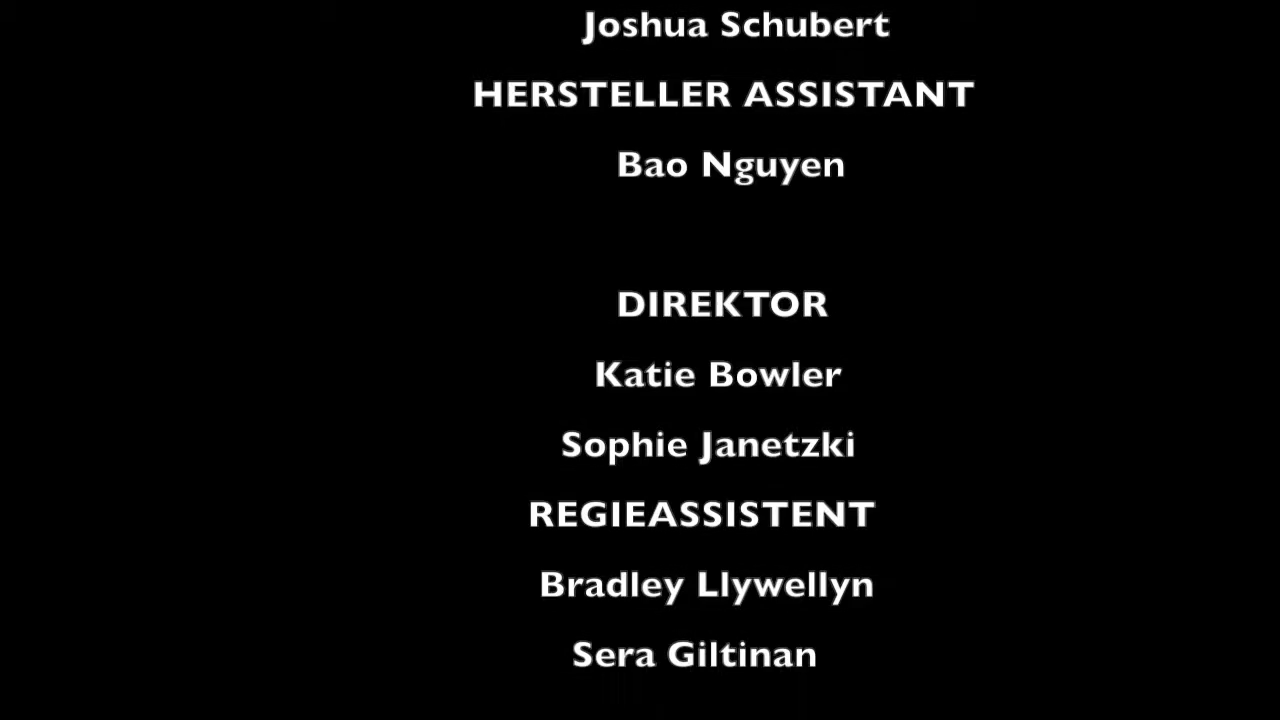 Joshua Schubert
HERSTELLER ASSISTANT
Bao Nguyen
DIREKTOR
Katie Bowler
Sophie Janetzki
REGIEASSISTENT
Bradley Llywellyn
Sera Giltinan